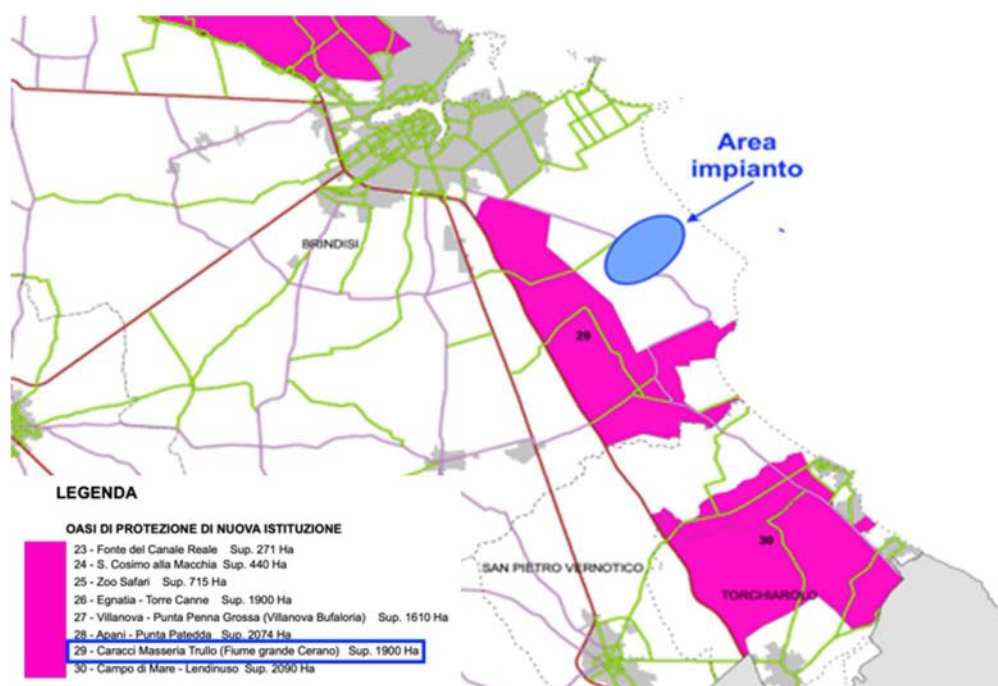 Area
impianto
BRINDISI
29
30
SAN PIETRO VERNOTICO
TORCHIAROLO
LEGENDA
OASI DI PROTEZIONE DI NUOVA ISTITUZIONE
23 - Fonte del Canale Reale Sup. 271 Ha
24 - S. Cosimo alla Macchia Sup. 440 Ha
25 - Zoo Safari Sup. 715 Ha
26 - Egnatia - Torre Canne Sup. 1900 Ha
27 - Villanova - Punta Penna Grossa (Villanova Bufaloria) Sup. 1610 Ha
28 - Apani - Punta Patedda Sup. 2074 Ha
29 - Caracci Masseria Trullo (Fiume grande Cerano) Sup. 1900 Ha
30 - Campo di Mare - Lendinuso Sup. 2090 Ha